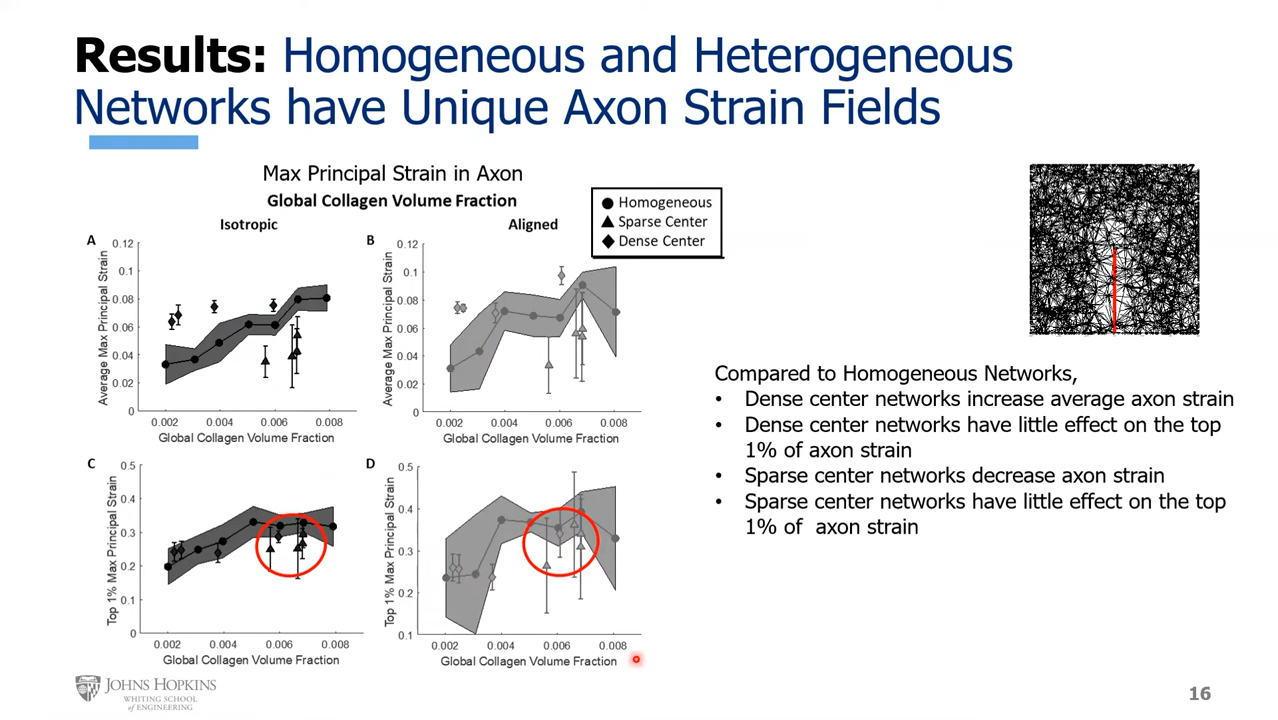 Results: Homogeneous and Heterogeneous
Networks have Unique Axon Strain Fields
Max Principal Strain in Axon
Global Collagen Volume Fraction
Isotropic
Aligned
Homogeneous
Sparse Center
Dense Center
A
0.12
0.1
0.08
0.06
0.04
0.02
0
Average Max Principal Strain
0.002 0.004 0.006 0.008
Global Collagen Volume Fraction
B
0.12
0.1
0.08
0.06
0.04
0.02
0
Average Max Principal Strain
0.002 0.004 0.006 0.008
Global Collagen Volume Fraction
C
0.5
0.4
0.3
0.2
0.1
0
Top 1% Max Principal Strain
0.002 0.004 0.006 0.008
Global Collagen Volume Fraction
D
0.5
0.4
0.3
0.2
0.1
Top 1% Max Principal Strain
0.002 0.004 0.006 0.008
Global Collagen Volume Fraction
Compared to Homogeneous Networks,
• Dense center networks increase average axon strain
• Dense center networks have little effect on the top
1% of axon strain
• Sparse center networks decrease axon strain
• Sparse center networks have little effect on the top
1% of axon strain
JOHNS HOPKINS
WHITING SCHOOL
of ENGINEERING
16